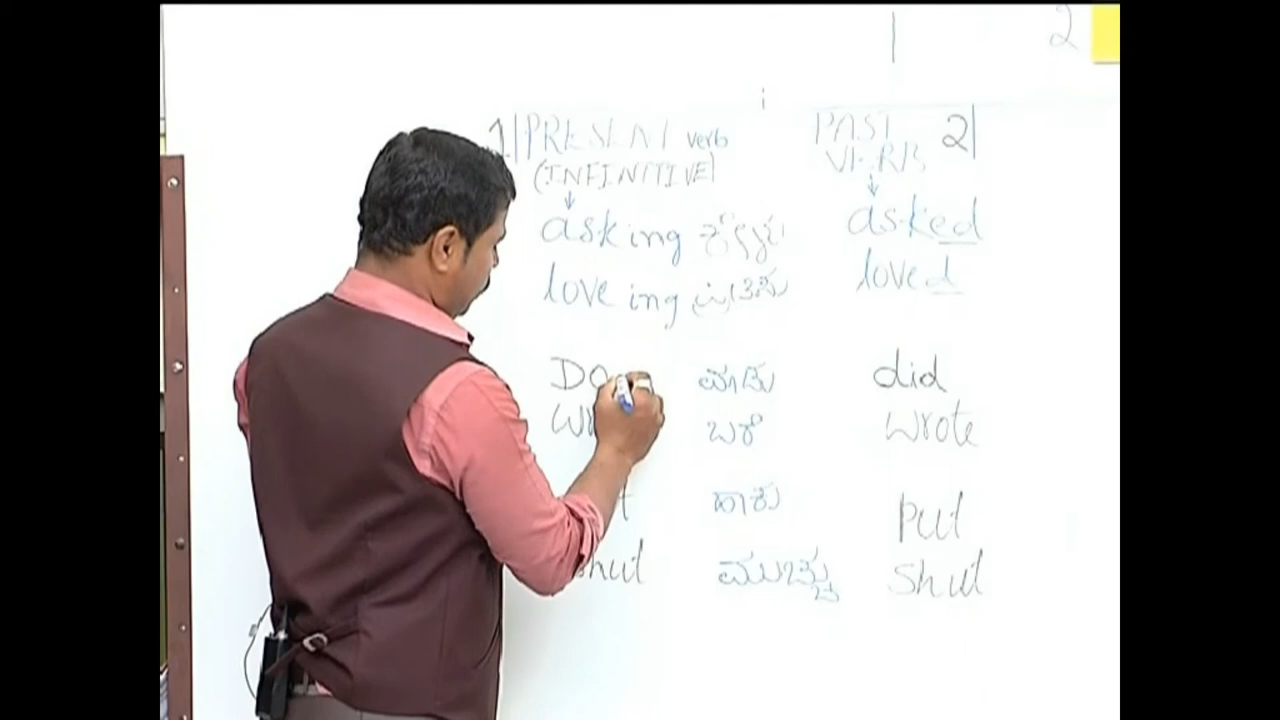 1 2
1 PRESENT verb PAST 2
(INFINITIVE) VERB
asking ಕೇಳು asked
loveing ಪ್ರೀತಿಸು loved
Do ಮಾಡು did
ಬರೆ wrote
ಹಾಕು put
shut ಮುಚ್ಚು shut